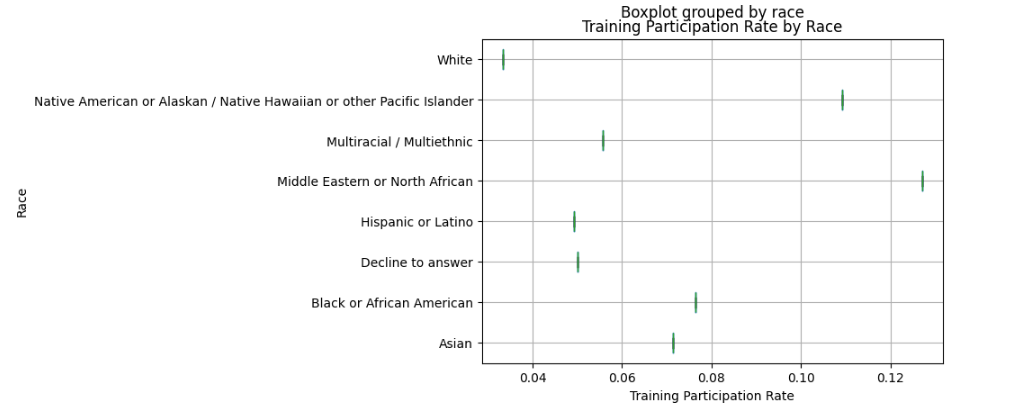 Boxplot grouped by race
Training Participation Rate by Race
White
Native American or Alaskan / Native Hawaiian or other Pacific Islander
Multiracial / Multiethnic
Middle Eastern or North African
Race
Hispanic or Latino
Decline to answer
Black or African American
Asian
0.04 0.06 0.08 0.10 0.12
Training Participation Rate